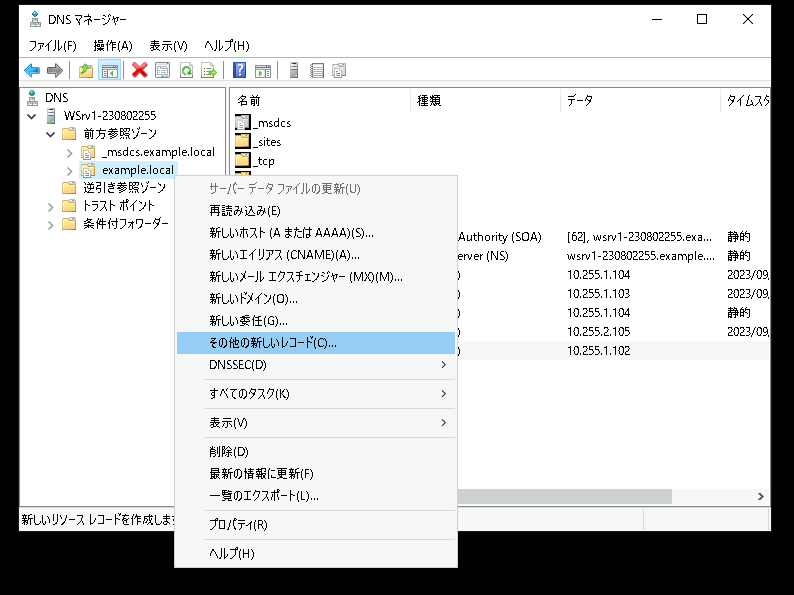 DNS マネージャー
ファイル(F) 操作(A) 表示(V) ヘルプ(H)
DNS
WSrv1-230802255
前方参照ゾーン
_msdcs.example.local
example.local
逆引き参照ゾーン
トラスト ポイント
条件付フォワーダー
名前 種類 データ タイムスタ
_msdcs
_sites
_tcp
Authority (SOA) [62], wsrv1-230802255.exa... 静的
erver (NS) wsrv1-230802255.example.... 静的
) 10.255.1.104 2023/09,
) 10.255.1.103 2023/09,
) 10.255.1.104 静的
) 10.255.2.105 2023/09,
) 10.255.1.102
サーバー データ ファイルの更新(U)
再読み込み(E)
新しいホスト (A または AAAA)(S)...
新しいエイリアス (CNAME)(A)...
新しいメール エクスチェンジャー (MX)(M)...
新しいドメイン(O)...
新しい委任(G)...
その他の新しいレコード(C)...
DNSSEC(D)
すべてのタスク(K)
表示(V)
削除(D)
最新の情報に更新(F)
一覧のエクスポート(L)...
プロパティ(R)
ヘルプ(H)
新しいリソース レコードを作成しま